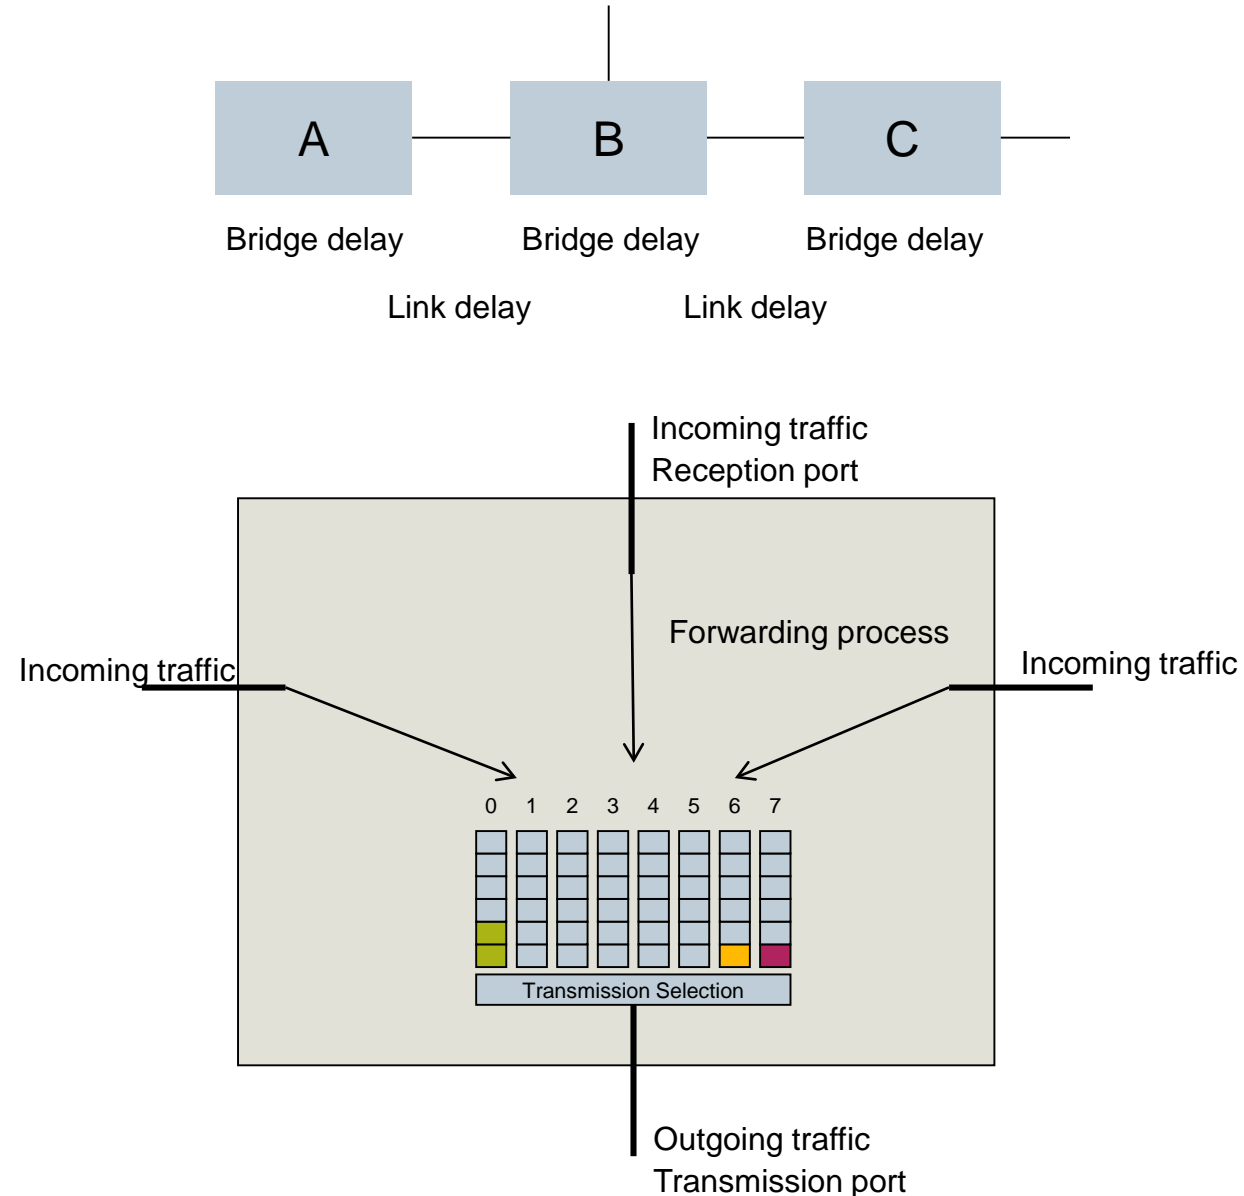 A B C
Bridge delay Bridge delay Bridge delay
Link delay Link delay
Incoming traffic
Reception port
Forwarding process
Incoming traffic
Incoming traffic
0 1 2 3 4 5 6 7
Transmission Selection
Outgoing traffic
Transmission port